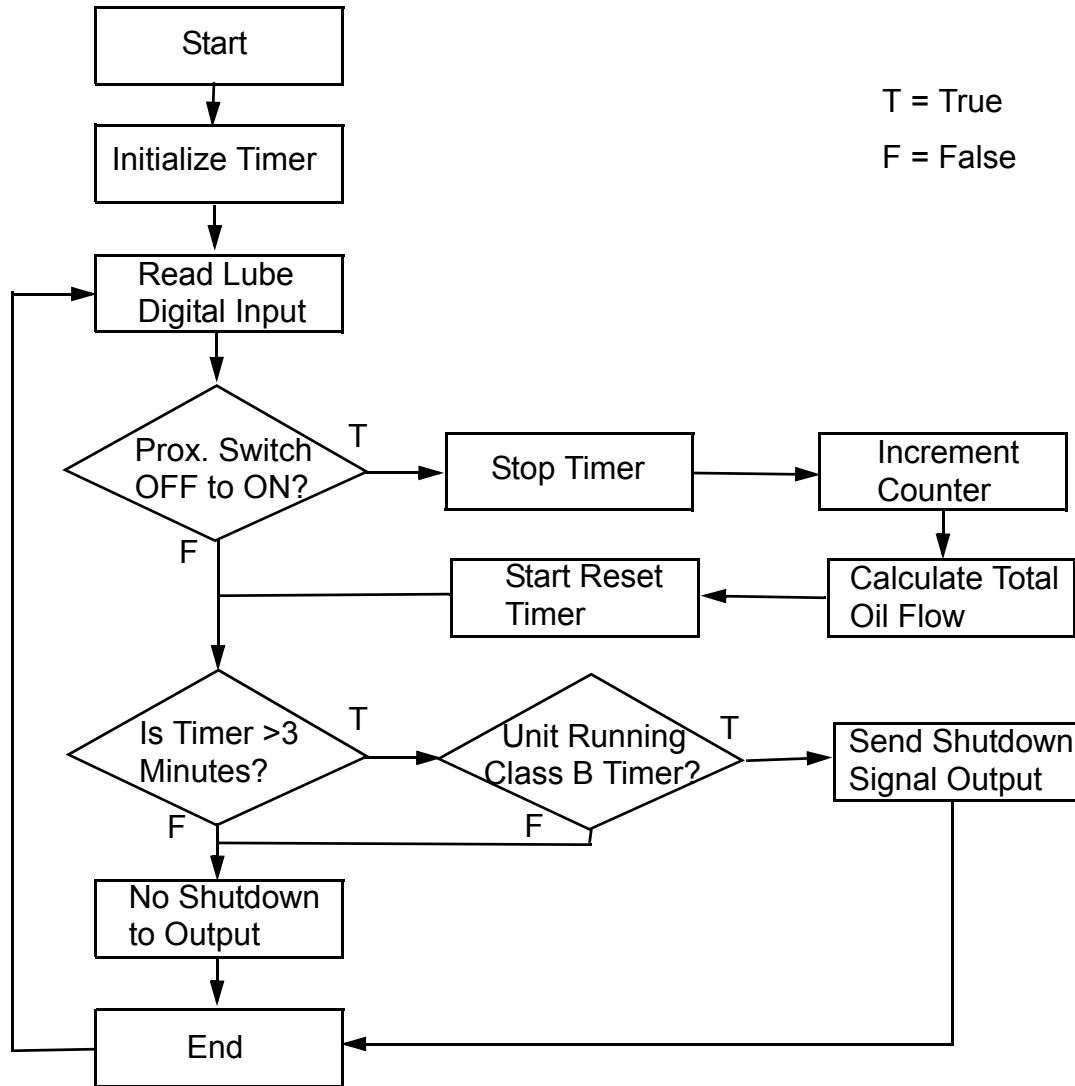 Start
T = True
F = False
Initialize Timer
Read Lube
Digital Input
Prox. Switch
OFF to ON?
T
F
Stop Timer
Increment
Counter
Calculate Total
Oil Flow
Start Reset
Timer
Is Timer >3
Minutes?
T
F
Unit Running
Class B Timer?
T
F
Send Shutdown
Signal Output
No Shutdown
to Output
End